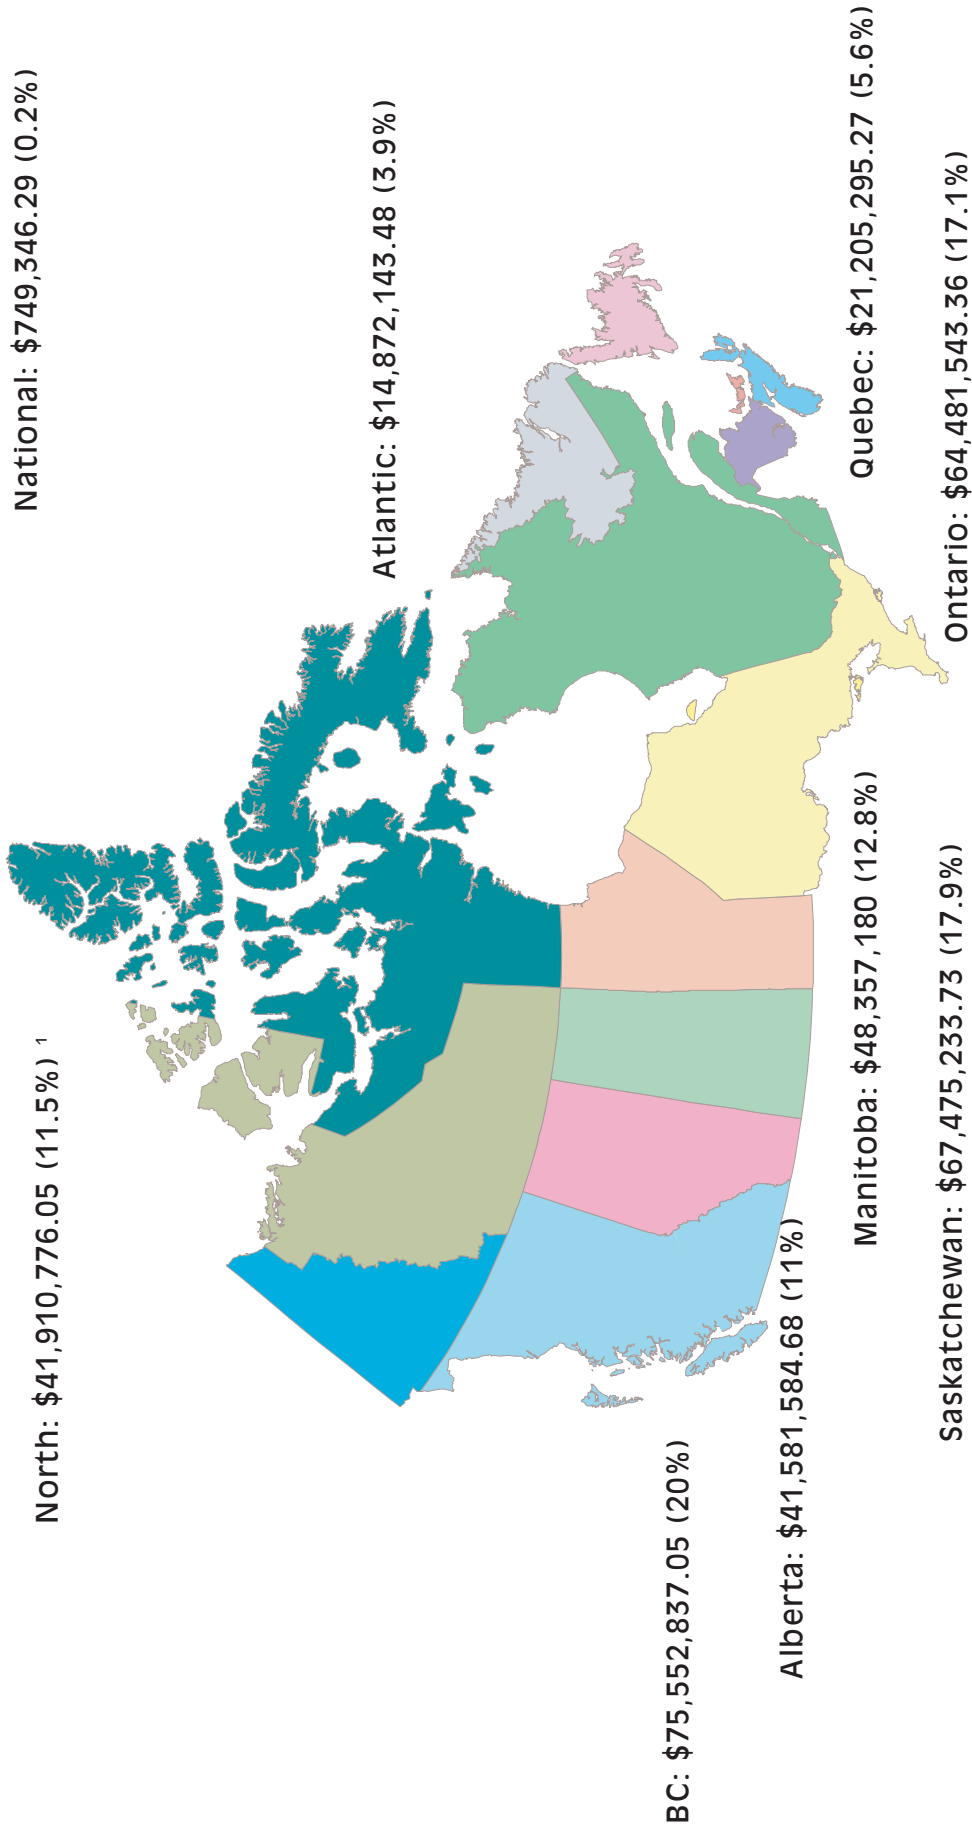 National: $749,346.29 (0.2%)
North: $41,910,776.05 (11.5%) ¹
Atlantic: $14,872,143.48 (3.9%)
BC: $75,552,837.05 (20%)
Alberta: $41,581,584.68 (11%)
Manitoba: $48,357,180 (12.8%)
Quebec: $21,205,295.27 (5.6%)
Saskatchewan: $67,475,233.73 (17.9%)
Ontario: $64,481,543.36 (17.1%)